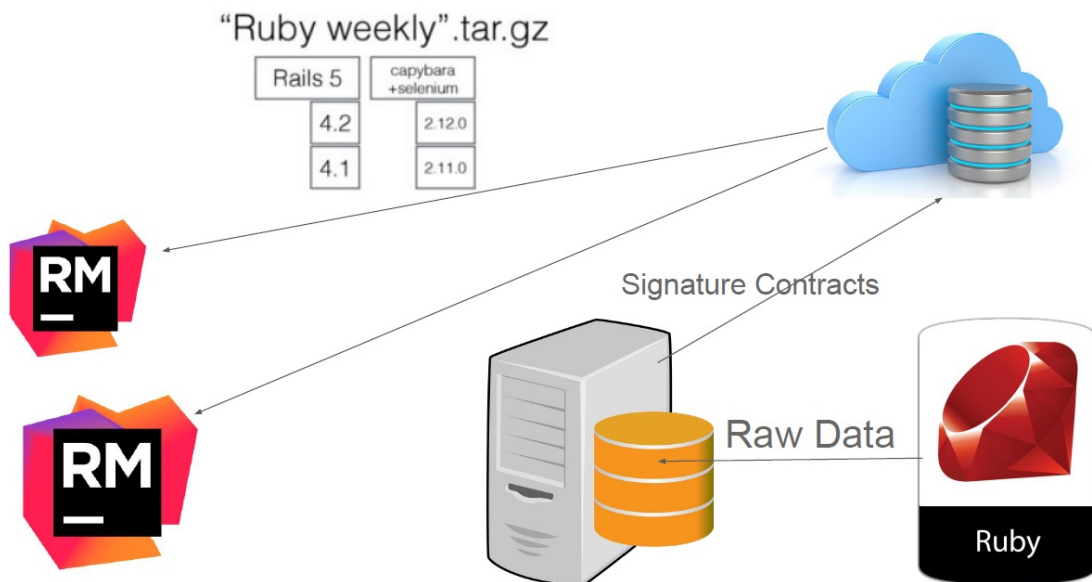 “Ruby weekly”.tar.gz
Rails 5
capybara
+selenium
4.2
2.12.0
4.1
2.11.0
RM
Signature Contracts
Raw Data
RM
Ruby